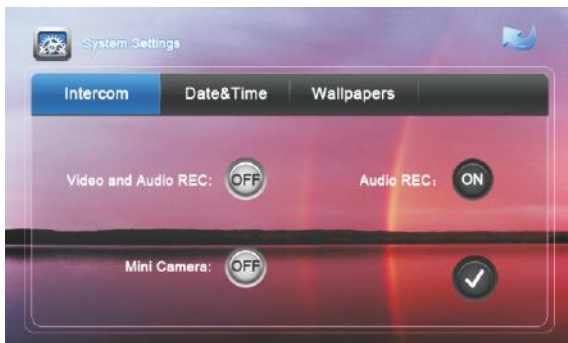 System Settings
Intercom Date&Time Wallpapers
Video and Audio REC: OFF Audio REC: ON
Mini Camera: OFF